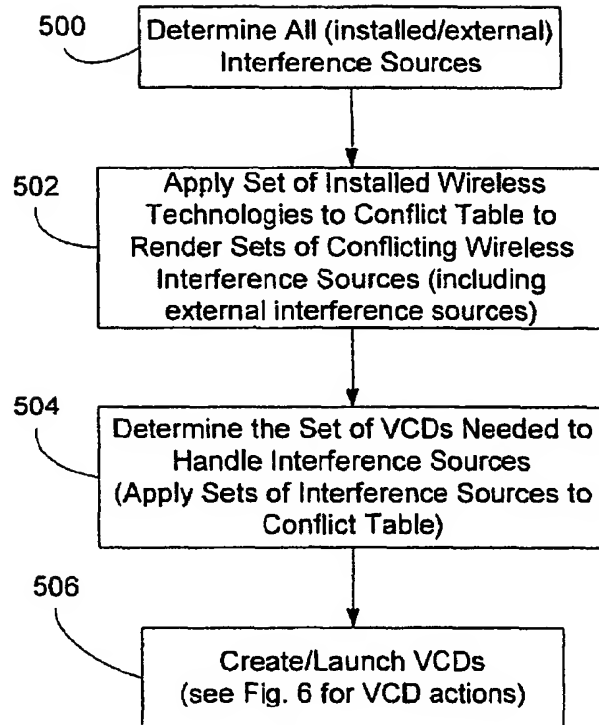 500
Determine All (installed/external)
Interference Sources
502
Apply Set of Installed Wireless
Technologies to Conflict Table to
Render Sets of Conflicting Wireless
Interference Sources (including
external interference sources)
504
Determine the Set of VCDs Needed to
Handle Interference Sources
(Apply Sets of Interference Sources to
Conflict Table)
506
Create/Launch VCDs
(see Fig. 6 for VCD actions)